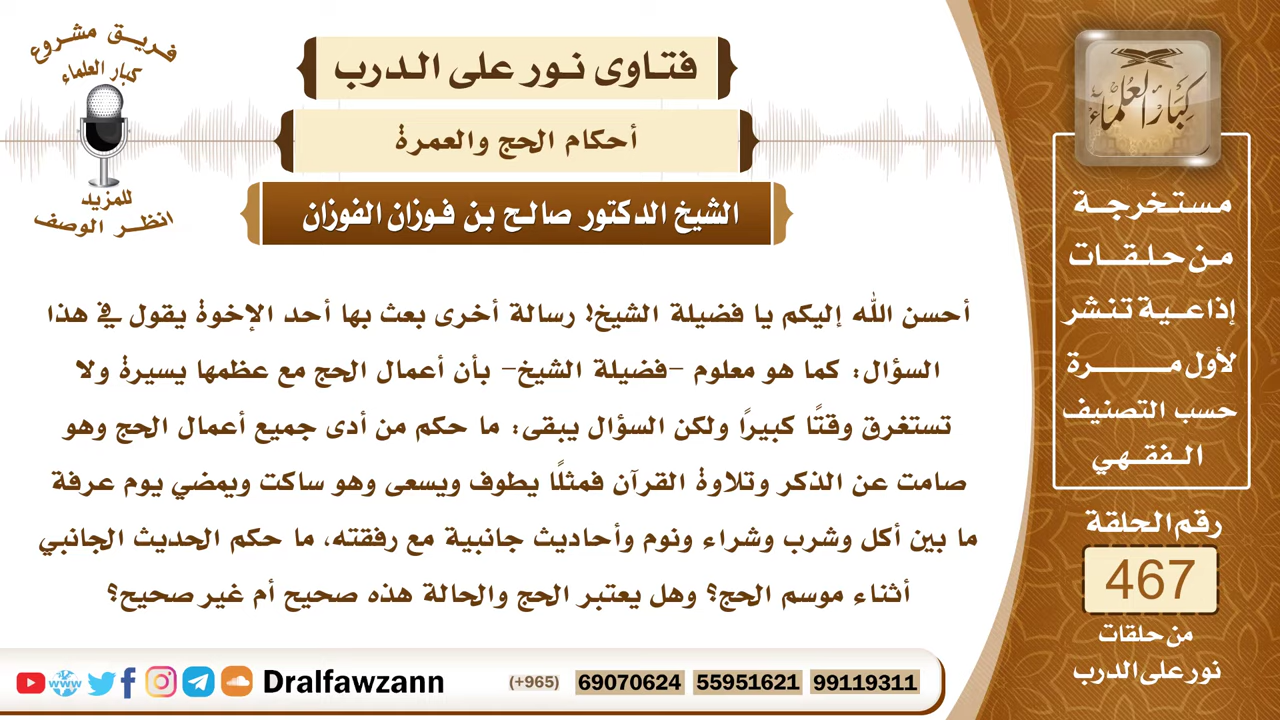 فريق مشروع
كبار العلماء
للمزيد
انظر الوصف
فتاوى نور على الدرب
أحكام الحج والعمرة
الشيخ الدكتور صالح بن فوزان الفوزان
أحسن الله إليكم يا فضيلة الشيخ! رسالة أخرى بعث بها أحد الإخوة يقول في هذا
السؤال: كما هو معلوم -فضيلة الشيخ- بأن أعمال الحج مع عظمها يسيرة ولا
تستغرق وقتًا كبيرًا ولكن السؤال يبقى: ما حكم من أدى جميع أعمال الحج وهو
صامت عن الذكر وتلاوة القرآن فمثلًا يطوف ويسعى وهو ساكت ويمضي يوم عرفة
ما بين أكل وشرب وشراء ونوم وأحاديث جانبية مع رفقته، ما حكم الحديث الجانبي
أثناء موسم الحج؟ وهل يعتبر الحج والحالة هذه صحيح أم غير صحيح؟
كبار العلماء
مستخرجة
من حلقات
إذاعية تنشر
لأول مرة
حسب التصنيف
الفقهي
رقم الحلقة
467
من حلقات
نور على الدرب
www
Dralfawzann
(+965) 69070624 55951621 99119311